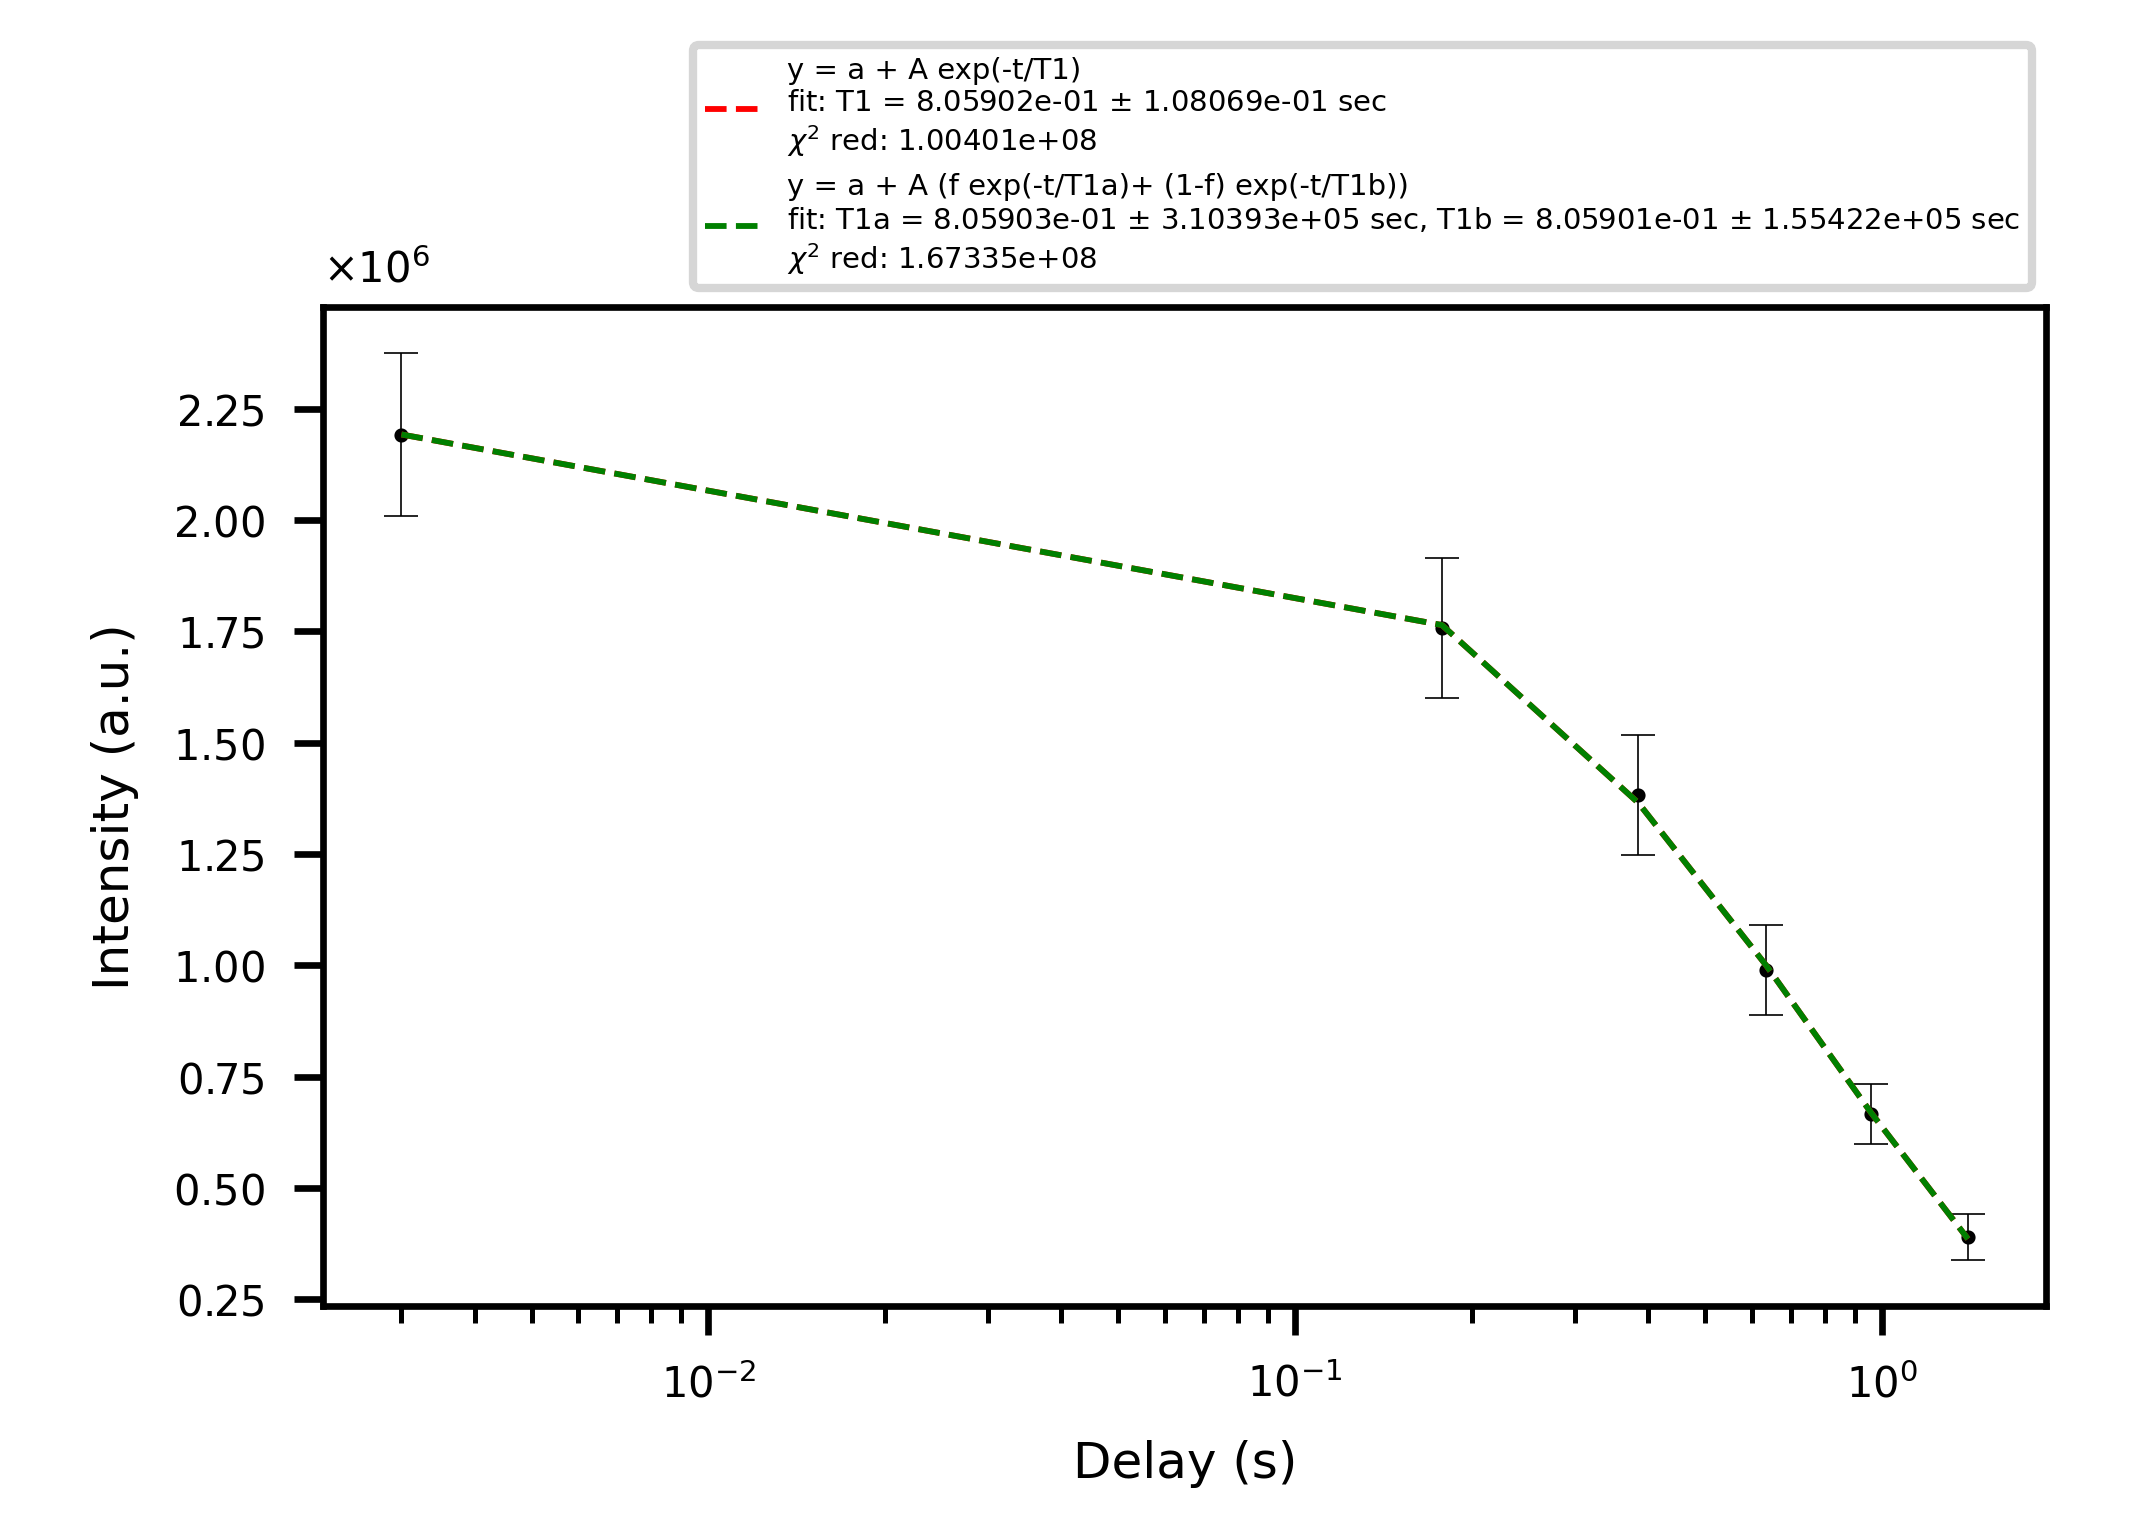 y = a + A exp(-t/T1)
fit: T1 = 8.05902e-01 ± 1.08069e-01 sec
χ² red: 1.00401e+08
y = a + A (f exp(-t/T1a)+ (1-f) exp(-t/T1b))
fit: T1a = 8.05903e-01 ± 3.10393e+05 sec, T1b = 8.05901e-01 ± 1.55422e+05 sec
χ² red: 1.67335e+08
×10⁶
2.25
2.00
1.75
1.50
1.25
1.00
0.75
0.50
0.25
Intensity (a.u.)
10⁻² 10⁻¹ 10⁰
Delay (s)